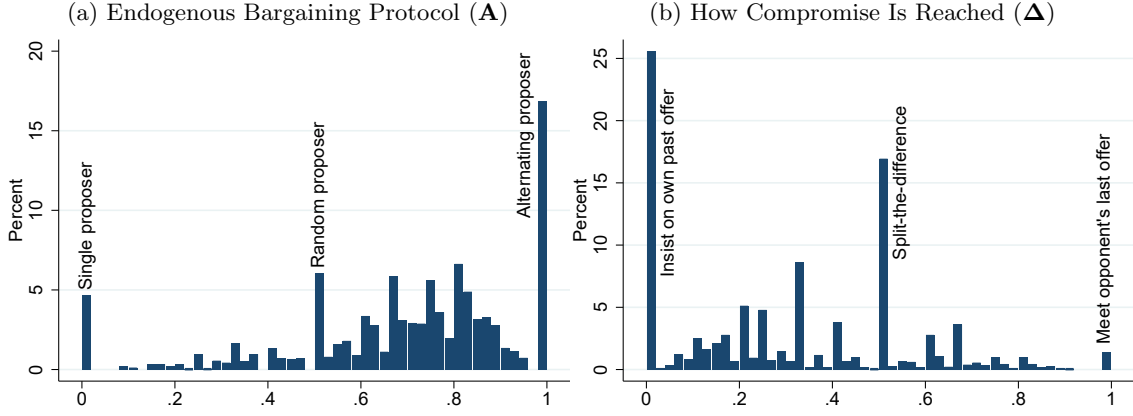 (a) Endogenous Bargaining Protocol (A)
Percent
20
15
10
5
0
Single proposer
Random proposer
Alternating proposer
0
.2
.4
.6
.8
1
(b) How Compromise Is Reached (Δ)
Percent
25
20
15
10
5
0
Insist on own past offer
Split-the-difference
Meet opponent's last offer
0
.2
.4
.6
.8
1